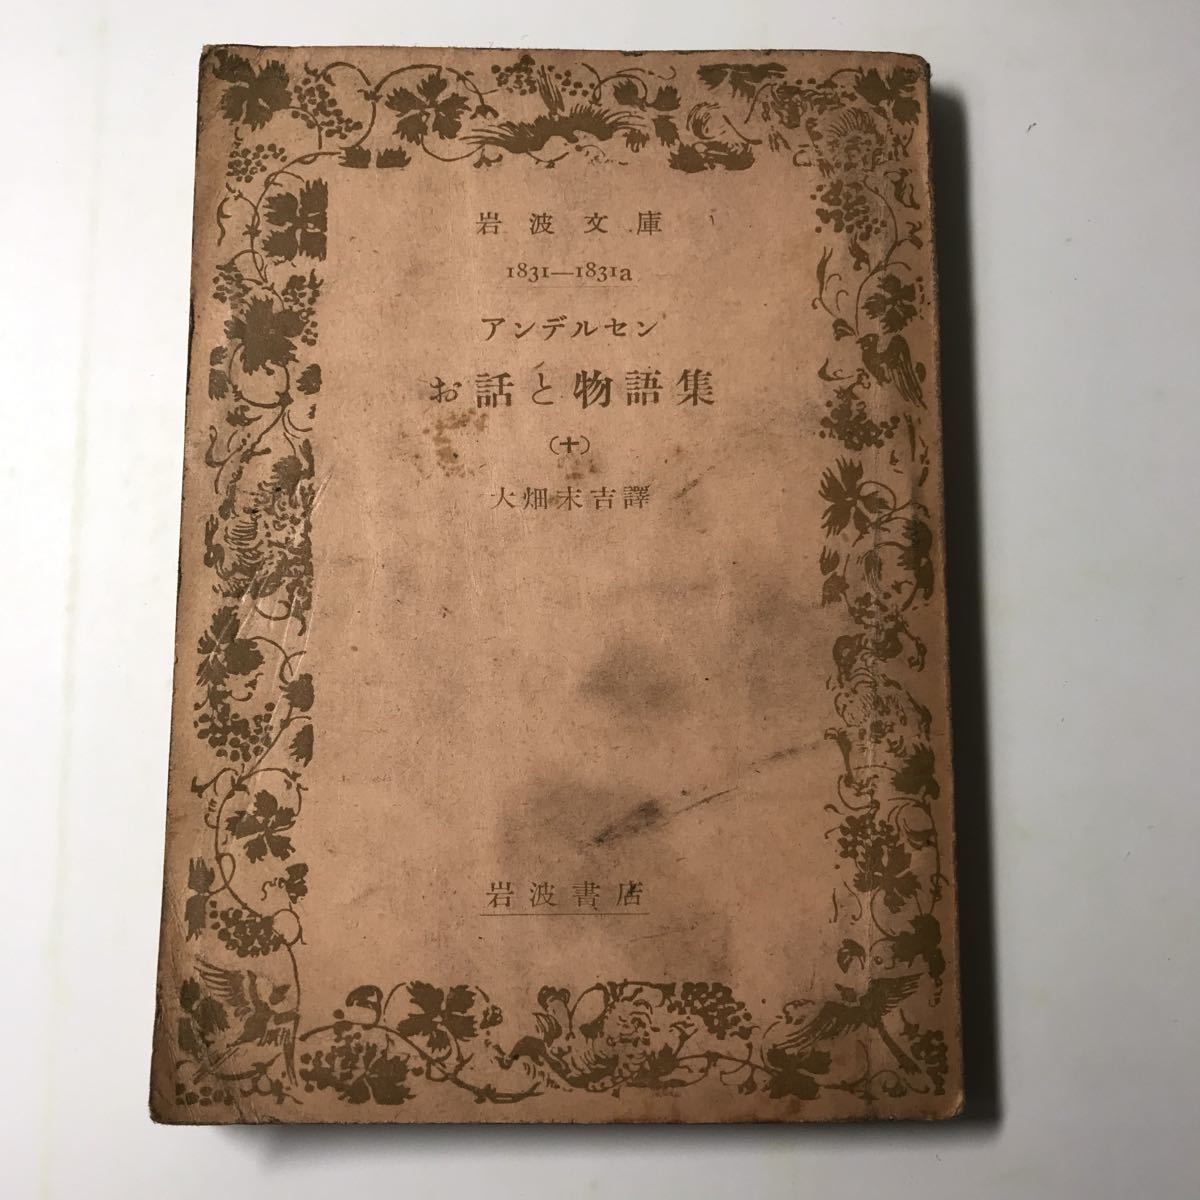 岩波文庫
1831—1831a
アンデルセン
お話と物語集
(十)
大畑末吉譯
岩波書店